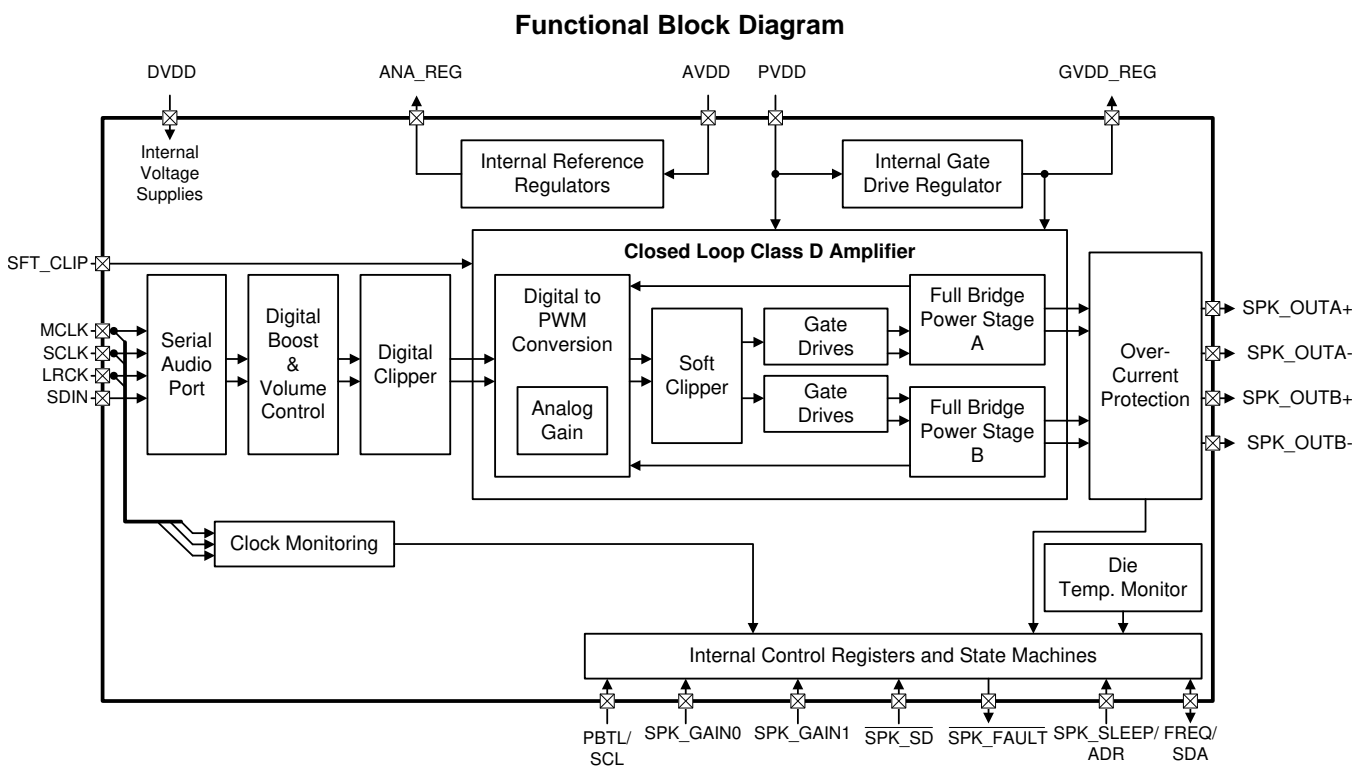 Functional Block Diagram
DVDD
ANA_REG
AVDD
PVDD
GVDD_REG
Internal
Voltage
Supplies
Internal Reference
Regulators
Internal Gate
Drive Regulator
SFT_CLIP
Closed Loop Class D Amplifier
MCLK
SCLK
LRCK
SDIN
Serial
Audio
Port
Digital
Boost
&
Volume
Control
Digital
Clipper
Digital to
PWM
Conversion
Analog
Gain
Soft
Clipper
Gate
Drives
Gate
Drives
Full Bridge
Power Stage
A
Full Bridge
Power Stage
B
Over-
Current
Protection
SPK_OUTA+
SPK_OUTA-
SPK_OUTB+
SPK_OUTB-
Clock Monitoring
Die
Temp. Monitor
Internal Control Registers and State Machines
PBTL/
SCL
SPK_GAIN0
SPK_GAIN1
SPK_SD
SPK_FAULT
SPK_SLEEP/
ADR
FREQ/
SDA